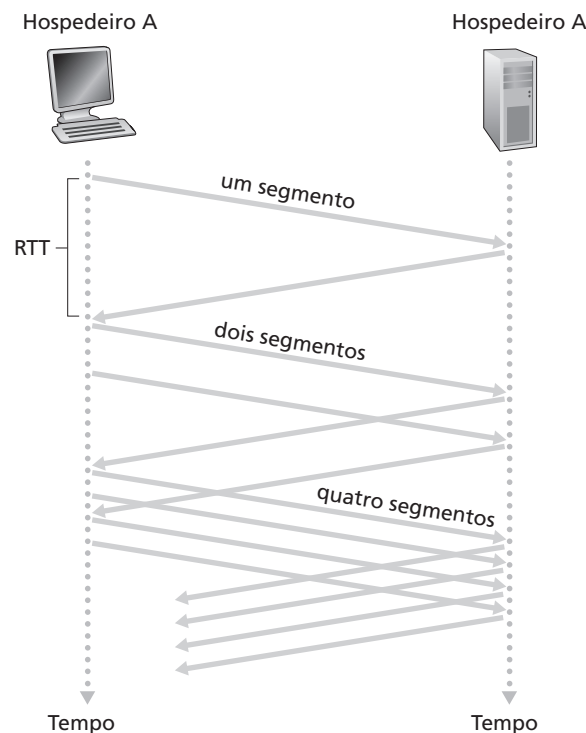 Hospedeiro A
Hospedeiro A
um segmento
RTT
dois segmentos
quatro segmentos
Tempo
Tempo